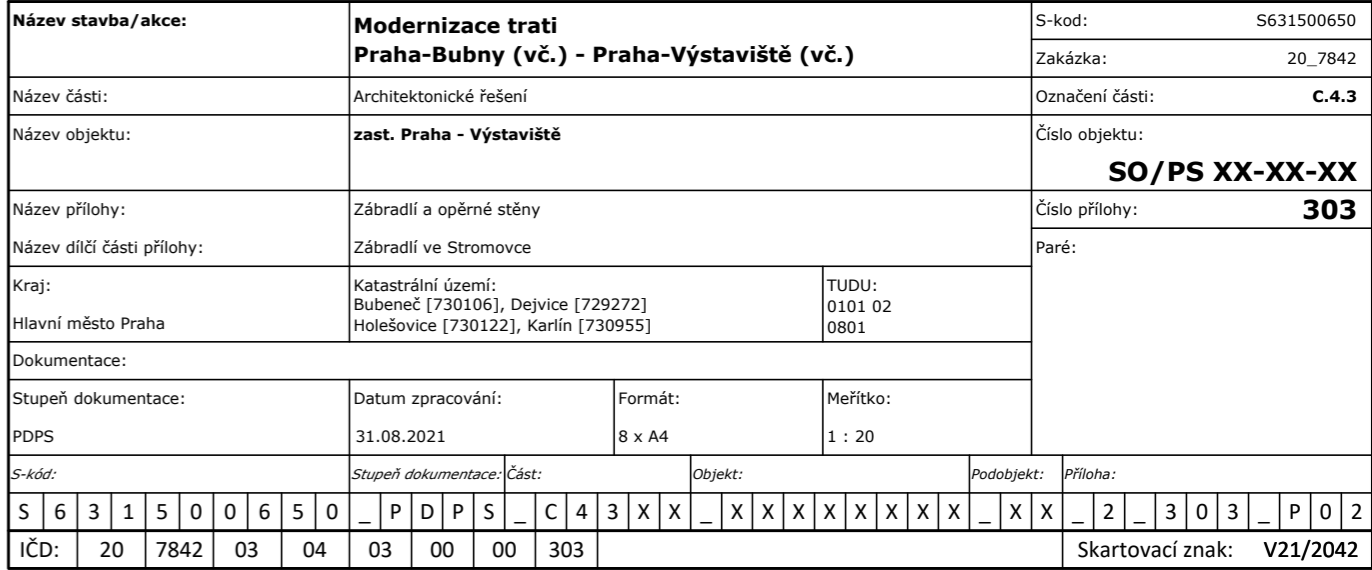 Název stavba/akce: Modernizace trati S-kod: S631500650
Praha-Bubny (vč.) - Praha-Výstaviště (vč.) Zakázka: 20_7842
Název části: Architektonické řešení Označení části: C.4.3
Název objektu: zast. Praha - Výstaviště Číslo objektu:
SO/PS XX-XX-XX
Název přílohy: Zábradlí a opěrné stěny Číslo přílohy: 303
Název dílčí části přílohy: Zábradlí ve Stromovce Paré:
Kraj: Katastrální území: TUDU:
Bubeneč [730106], Dejvice [729272] 0101 02
Hlavní město Praha Holešovice [730122], Karlín [730955] 0801
Dokumentace:
Stupeň dokumentace: Datum zpracování: Formát: Meřítko:
PDPS 31.08.2021 8 x A4 1 : 20
S-kód: Stupeň dokumentace: Část: Objekt: Podobjekt: Příloha:
S 6 3 1 5 0 0 6 5 0 _ P D P S _ C 4 3 X X _ X X X X X X X X _ X X _ 2 _ 3 0 3 _ P 0 2
IČD: 20 7842 03 04 03 00 00 303 Skartovací znak: V21/2042